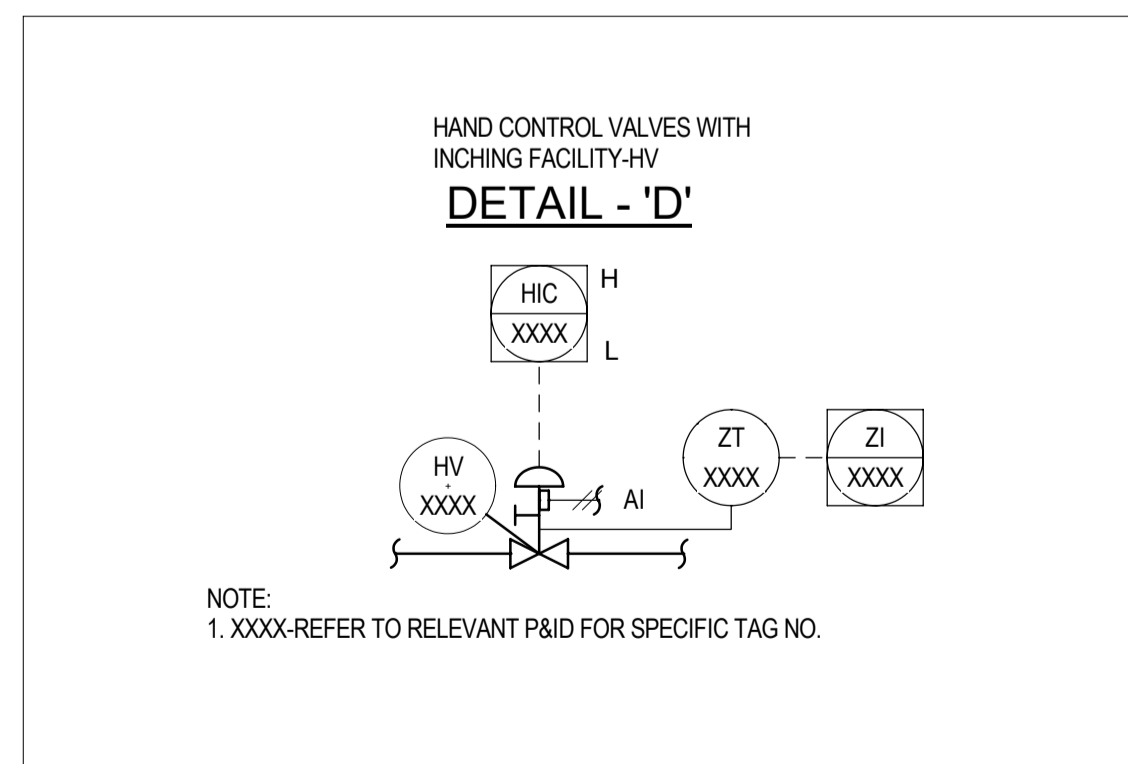 HAND CONTROL VALVES WITH
INCHING FACILITY-HV
DETAIL - 'D'
HIC
XXXX
H
L
HV
+
XXXX
AI
ZT
XXXX
ZI
XXXX
NOTE:
1. XXXX-REFER TO RELEVANT P&ID FOR SPECIFIC TAG NO.